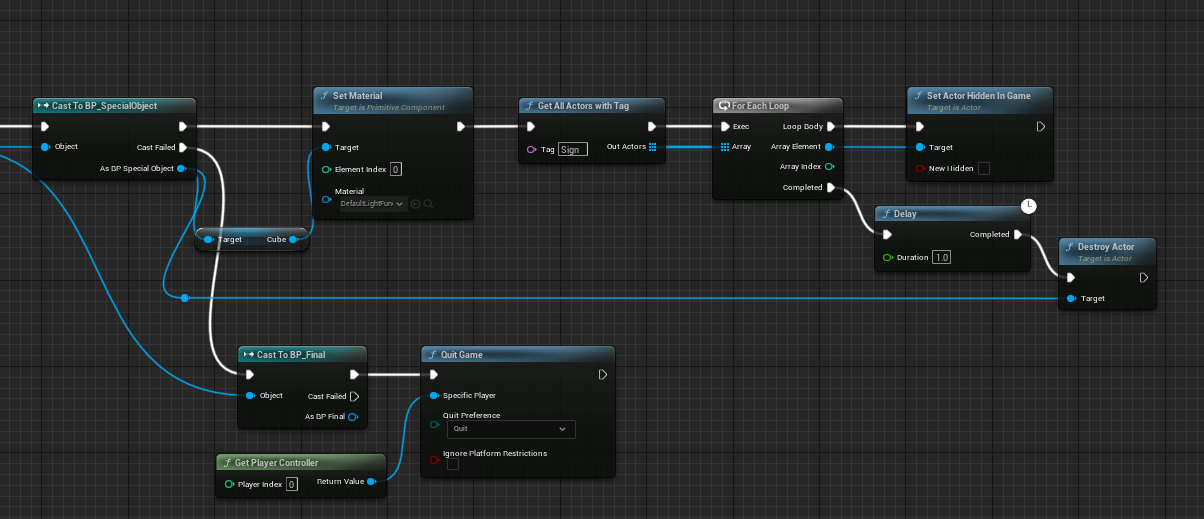 Cast To BP_SpecialObject
Object
Cast Failed
As BP Special Object
Set Material
Target is Primitive Component
Target
Element Index 0
Material
DefaultLightFun
Target Cube
Get All Actors with Tag
Tag Sign
Out Actors
For Each Loop
Exec Loop Body
Array Array Element
Array Index
Completed
Set Actor Hidden In Game
Target is Actor
Target
New Hidden
Delay
Completed
Duration 1.0
Destroy Actor
Target is Actor
Target
Cast To BP_Final
Object Cast Failed
As BP Final
Quit Game
Specific Player
Quit Preference
Quit
Ignore Platform Restrictions
Get Player Controller
Player Index 0 Return Value